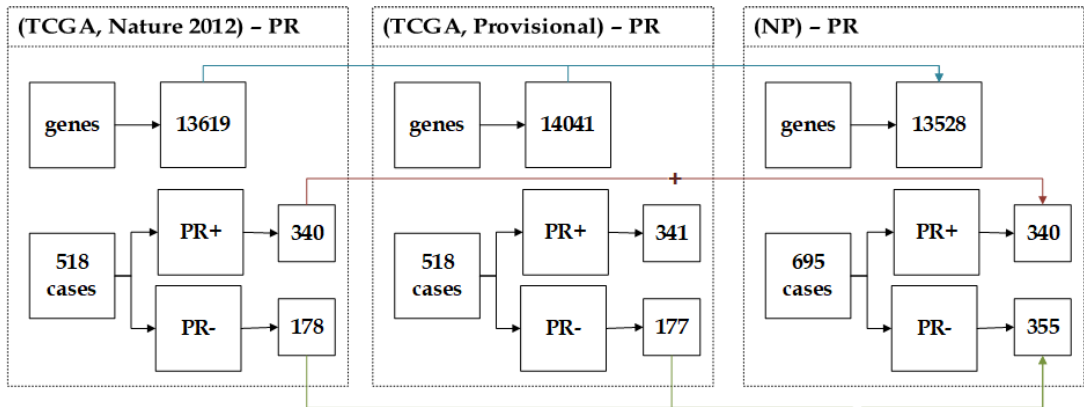 (TCGA, Nature 2012) – PR
genes
13619
PR+
340
518
cases
PR-
178
(TCGA, Provisional) – PR
genes
14041
PR+
341
518
cases
PR-
177
(NP) – PR
genes
13528
PR+
340
695
cases
PR-
355
+